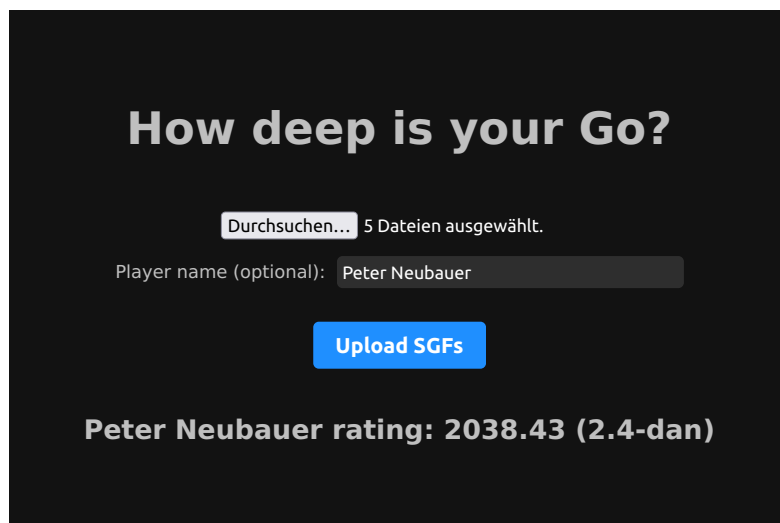 How deep is your Go?
Durchsuchen… 5 Dateien ausgewählt.
Player name (optional): Peter Neubauer
Upload SGFs
Peter Neubauer rating: 2038.43 (2.4-dan)